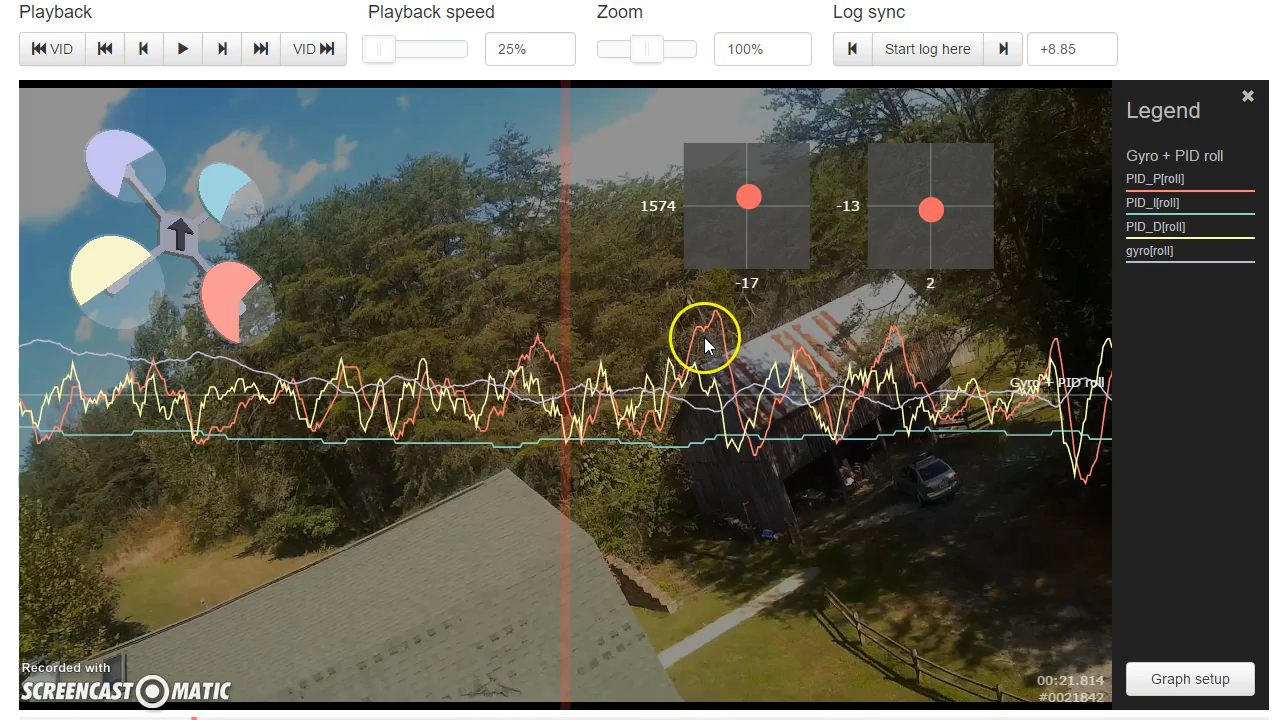 Playback
Playback speed
Zoom
Log sync
VID
VID
25%
100%
Start log here
+8.85
Legend
Gyro + PID roll
PID_P[roll]
PID_I[roll]
PID_D[roll]
gyro[roll]
1574
-13
-17
2
Gyro + PID roll
Recorded with
SCREENCAST MATIC
00:21.814
#0021842
Graph setup